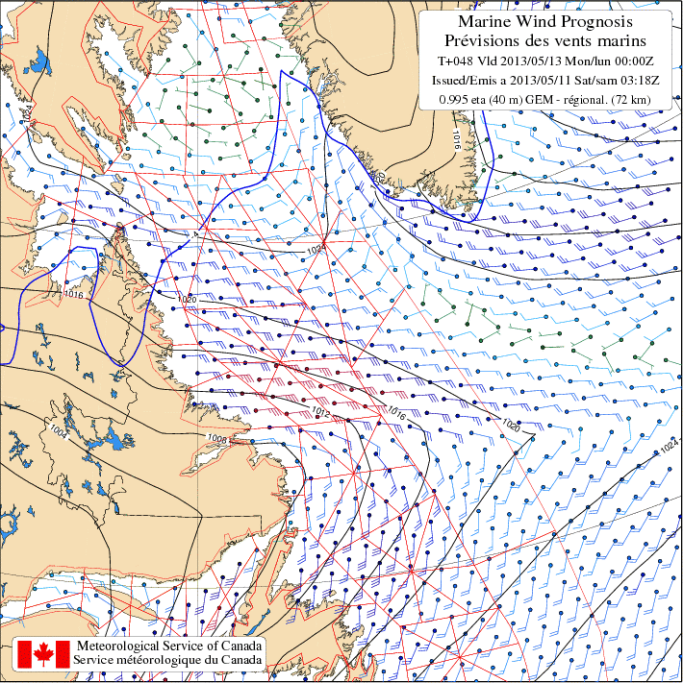 Marine Wind Prognosis
Prévisions des vents marins
T+048 Vld 2013/05/13 Mon/lun 00:00Z
Issued/Emis a 2013/05/11 Sat/sam 03:18Z
0.995 eta (40 m) GEM - régional. (72 km)
1016
1020
1016
1020
1012
1016
1020
1004
1008
1024
Meteorological Service of Canada
Service météorologique du Canada